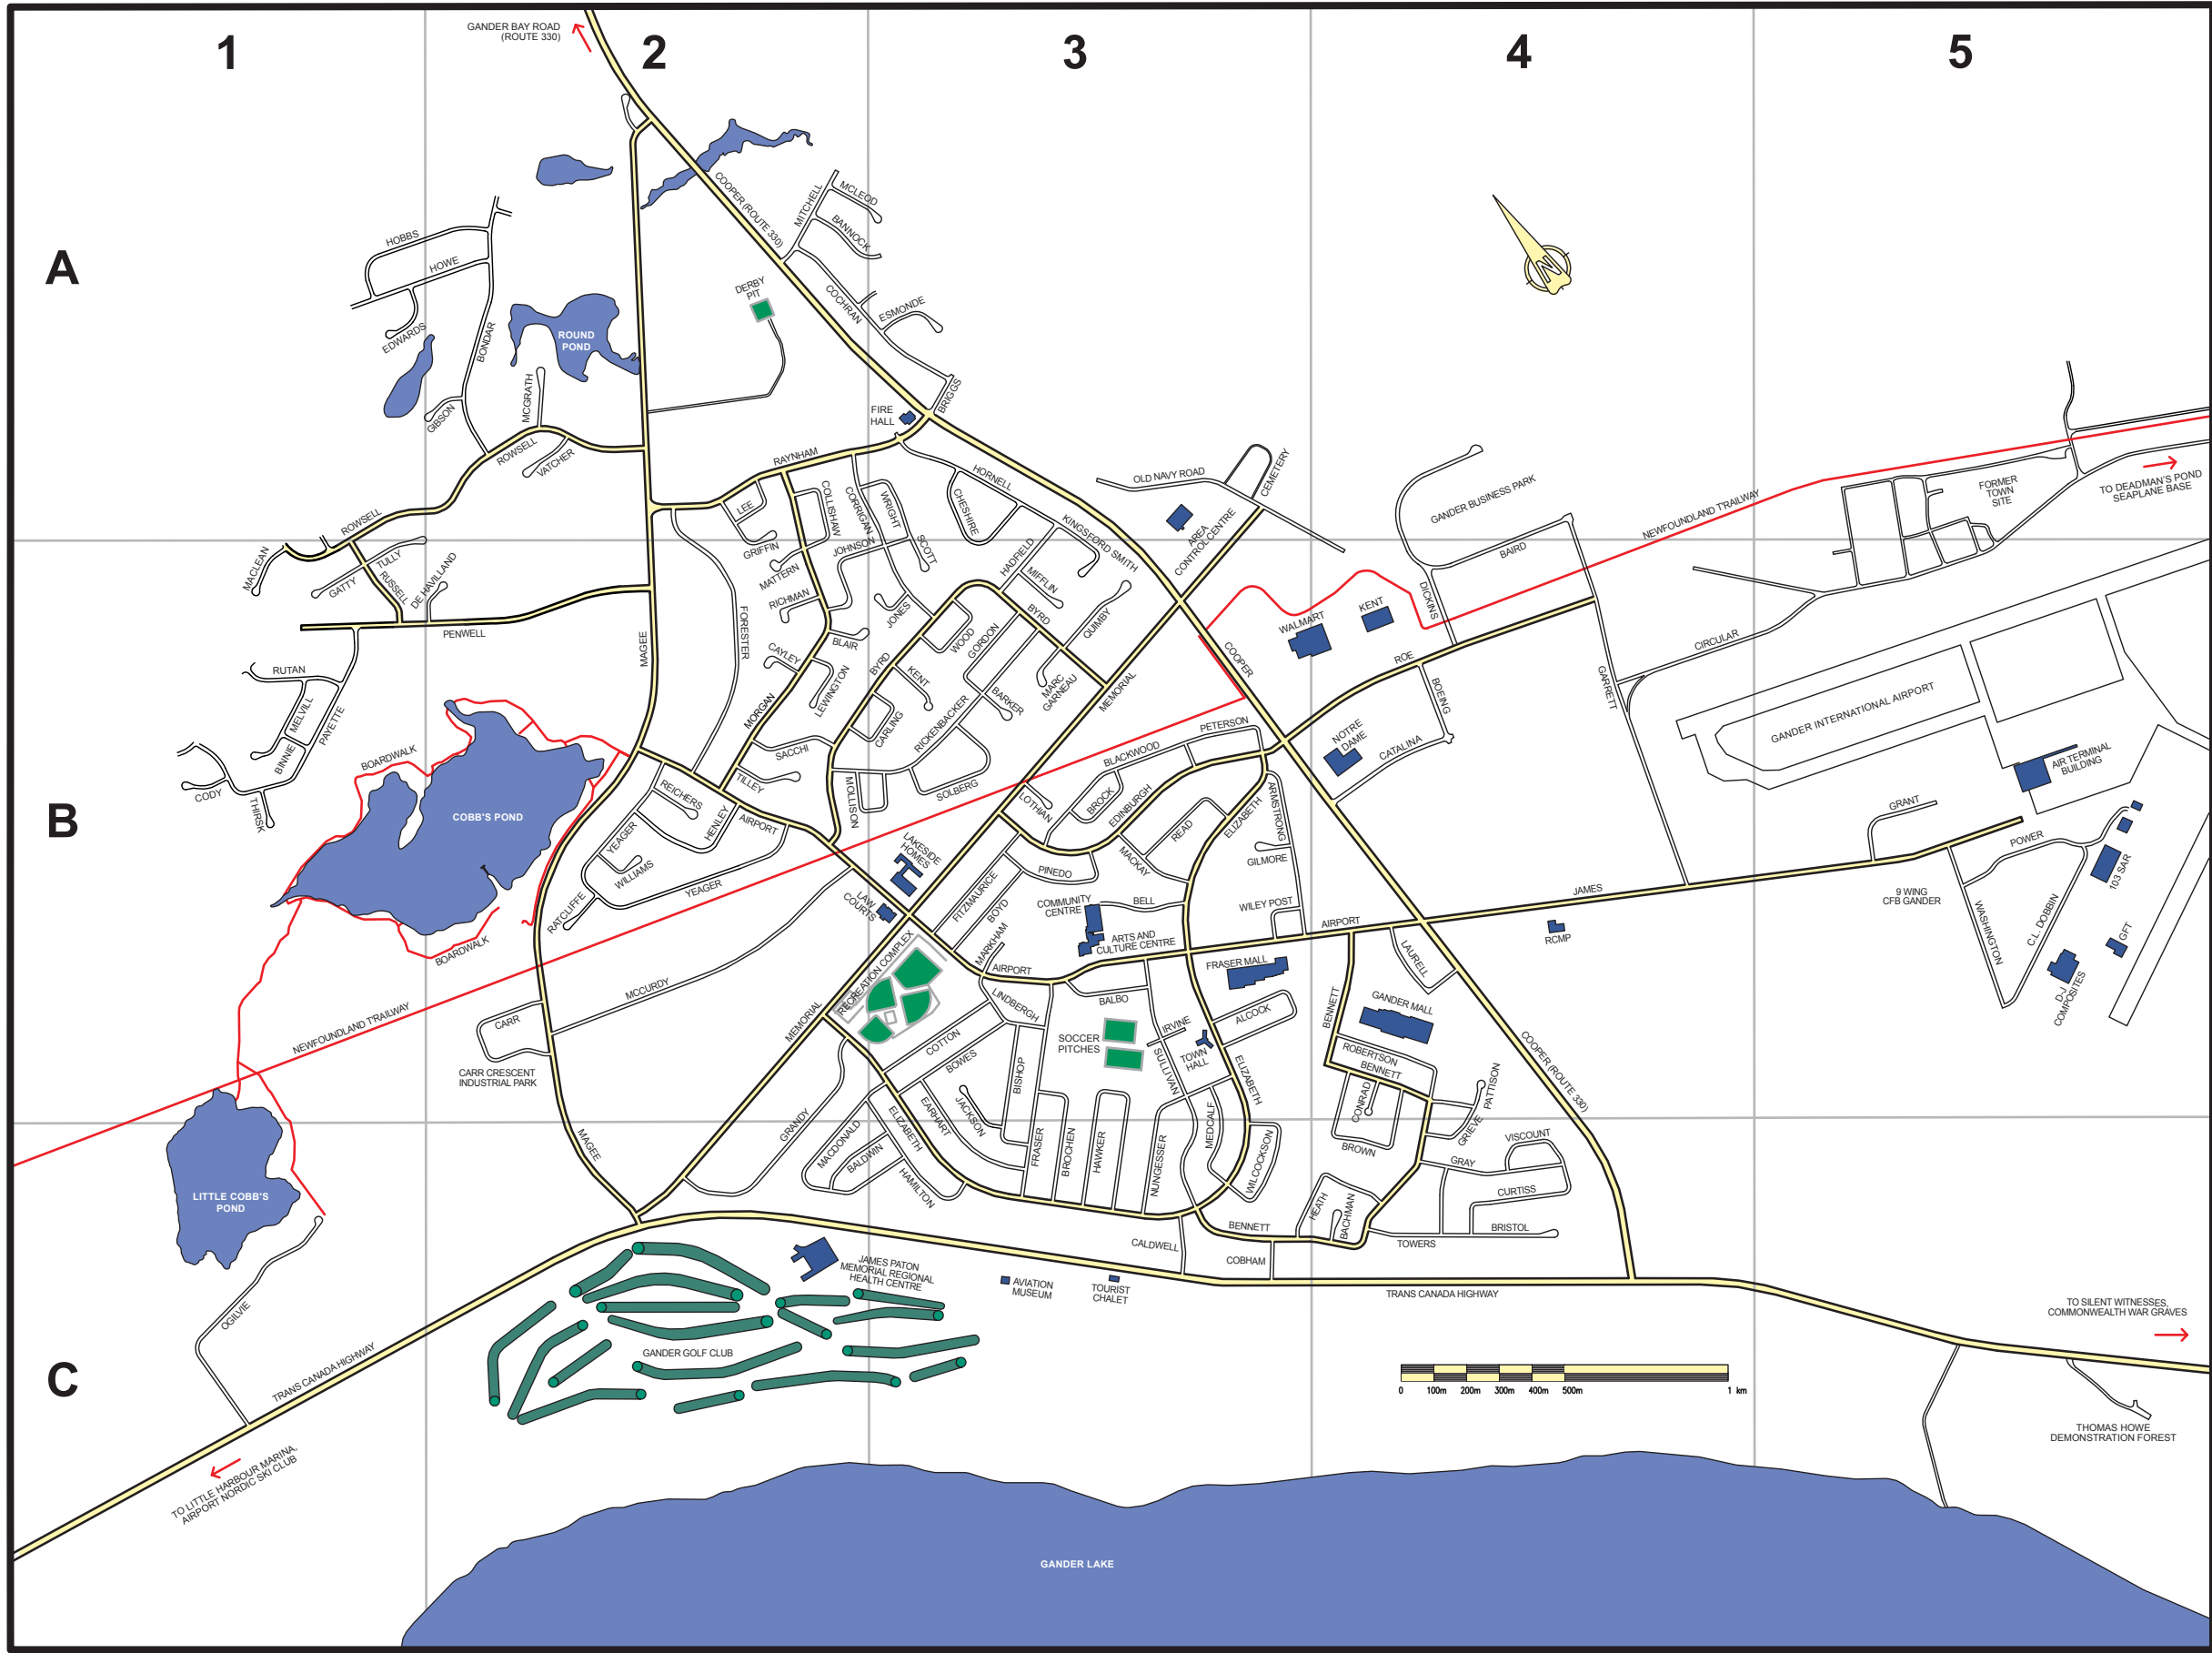 1
2
3
4
5
A
B
C
GANDER BAY ROAD
(ROUTE 330)
COOPER (ROUTE 330)
MITCHELL
MCLEOD
BANNOCK
COCHRAN
ESMONDE
BRIGGS
DERBY
PIT
FIRE
HALL
HOBBS
HOWE
EDWARDS
BONDAR
GIBSON
ROUND
POND
MCGRATH
ROWSELL
VATCHER
ROWSELL
RAYNHAM
LEE
GRIFFIN
COLLISHAW
CORRIGAN
WRIGHT
HORNELL
CHESHIRE
KINGSFORD SMITH
OLD NAVY ROAD
CEMETERY
AREA
CONTROL CENTRE
GANDER BUSINESS PARK
BAIRD
NEWFOUNDLAND T'RAILWAY
FORMER
TOWN
SITE
TO DEADMAN'S POND
SEAPLANE BASE
MACLEAN
GATTY
TULLY
RUSSELL
DE HAVILLAND
PENWELL
RUTAN
MELVILL
BINNIE
PAYETTE
CODY
THIRSK
BOARDWALK
COBB'S POND
BOARDWALK
MAGEE
FORESTER
MATTERN
RICHMAN
JOHNSON
SCOTT
JONES
BLAIR
CAYLEY
LEWINGTON
MORGAN
SACCHI
TILLEY
BYRD
KENT
CARLING
WOOD
GORDON
HADFIELD
MIFFLIN
BYRD
QUIMBY
MARC
GARNEAU
BARKER
RICKENBACKER
SOLBERG
MOLLISON
MEMORIAL
REICHERS
HENLEY
AIRPORT
YEAGER
WILLIAMS
YEAGER
RATCLIFFE
LAKESIDE
HOMES
LAW
COURTS
LOTHIAN
BROCK
BLACKWOOD
PETERSON
EDINBURGH
READ
MACKAY
ELIZABETH
ARMSTRONG
GILMORE
WILEY POST
PINEDO
FITZMAURICE
BOYD
MARKHAM
COMMUNITY
CENTRE
BELL
ARTS AND
CULTURE CENTRE
AIRPORT
COOPER
WALMART
KENT
DICKINS
ROE
BOEING
NOTRE
DAME
CATALINA
GARRETT
CIRCULAR
GANDER INTERNATIONAL AIRPORT
AIR TERMINAL
BUILDING
GRANT
POWER
103 SAR
9 WING
CFB GANDER
WASHINGTON
C.L. DOBBIN
GFT
D-J
COMPOSITES
JAMES
AIRPORT
RCMP
LAURELL
FRASER MALL
BENNETT
GANDER MALL
ROBERTSON
BENNETT
CONRAD
BROWN
PATTISON
GRIEVE
COOPER (ROUTE 330)
VISCOUNT
GRAY
CURTISS
BRISTOL
TOWERS
HEATH
BACHMAN
BENNETT
COBHAM
CALDWELL
WILCOCKSON
MEDCALF
NUNGESSER
ELIZABETH
ALCOCK
TOWN
HALL
IRVINE
SULLIVAN
BALBO
SOCCER
PITCHES
LINDBERGH
RECREATION COMPLEX
MEMORIAL
COTTON
BOWES
BISHOP
JACKSON
EARHART
ELIZABETH
FRASER
BROCHEN
HAWKER
MACDONALD
BALDWIN
HAMILTON
GRANDY
MCCURDY
CARR
CARR CRESCENT
INDUSTRIAL PARK
NEWFOUNDLAND T'RAILWAY
MAGEE
LITTLE COBB'S
POND
OGILVIE
TRANS CANADA HIGHWAY
TO LITTLE HARBOUR MARINA,
AIRPORT NORDIC SKI CLUB
GANDER GOLF CLUB
JAMES PATON
MEMORIAL REGIONAL
HEALTH CENTRE
AVIATION
MUSEUM
TOURIST
CHALET
TRANS CANADA HIGHWAY
TO SILENT WITNESSES,
COMMONWEALTH WAR GRAVES
THOMAS HOWE
DEMONSTRATION FOREST
0 100m 200m 300m 400m 500m 1 km
GANDER LAKE
N